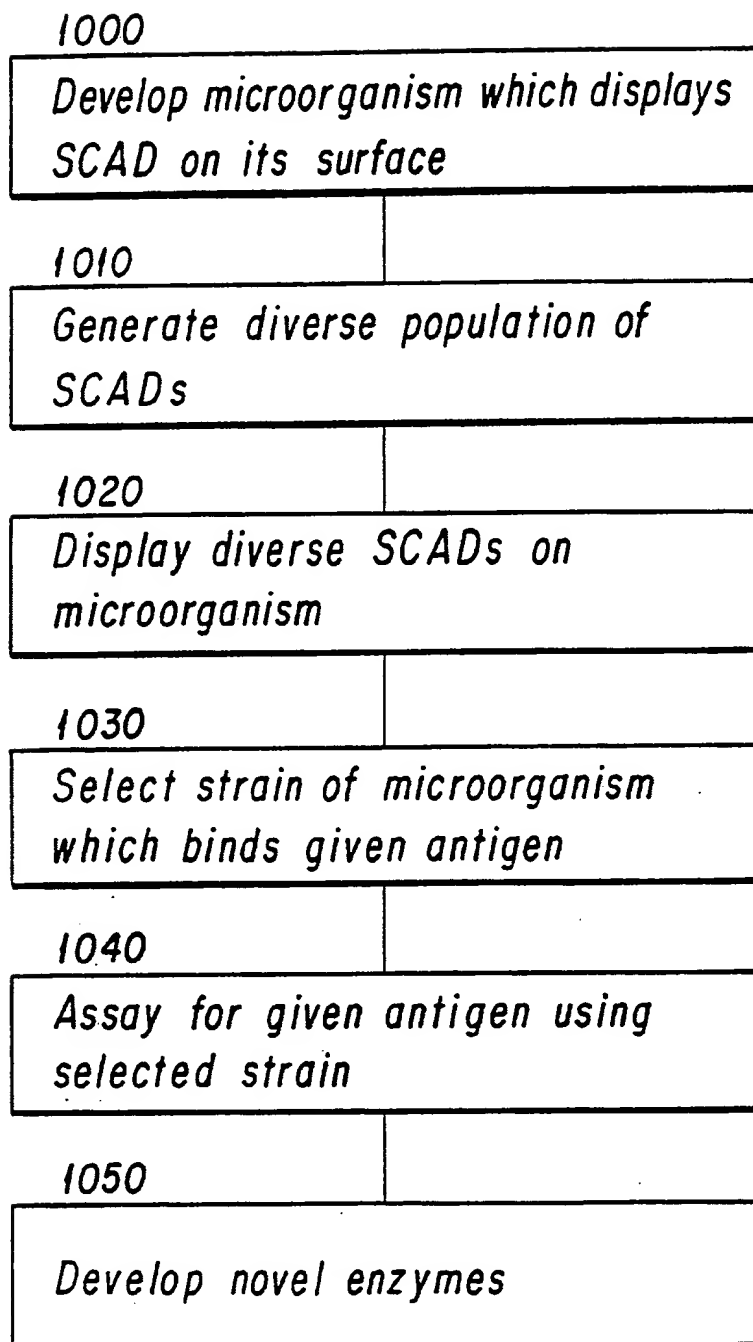 1000
Develop microorganism which displays
SCAD on its surface
1010
Generate diverse population of
SCADs
1020
Display diverse SCADs on
microorganism
1030
Select strain of microorganism
which binds given antigen
1040
Assay for given antigen using
selected strain
1050
Develop novel enzymes